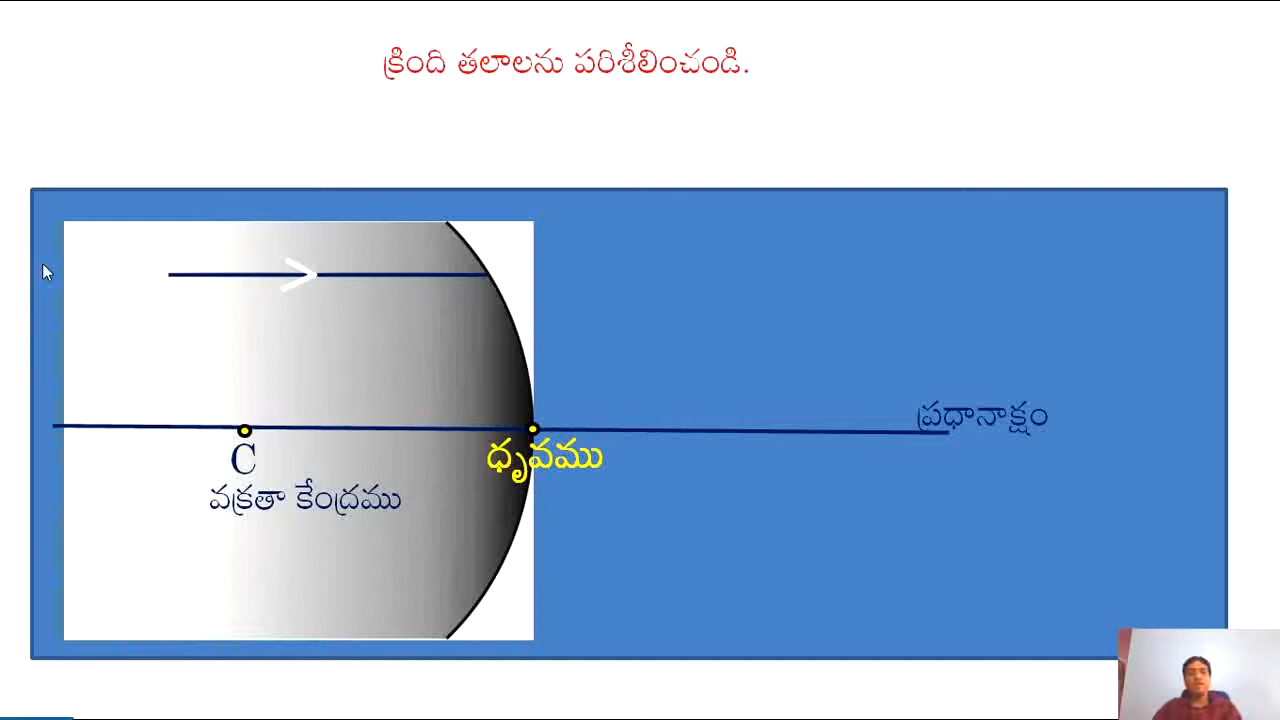 క్రింది తలాలను పరిశీలించండి.
ప్రధానాక్షం
C
ధృవము
వక్రతా కేంద్రము